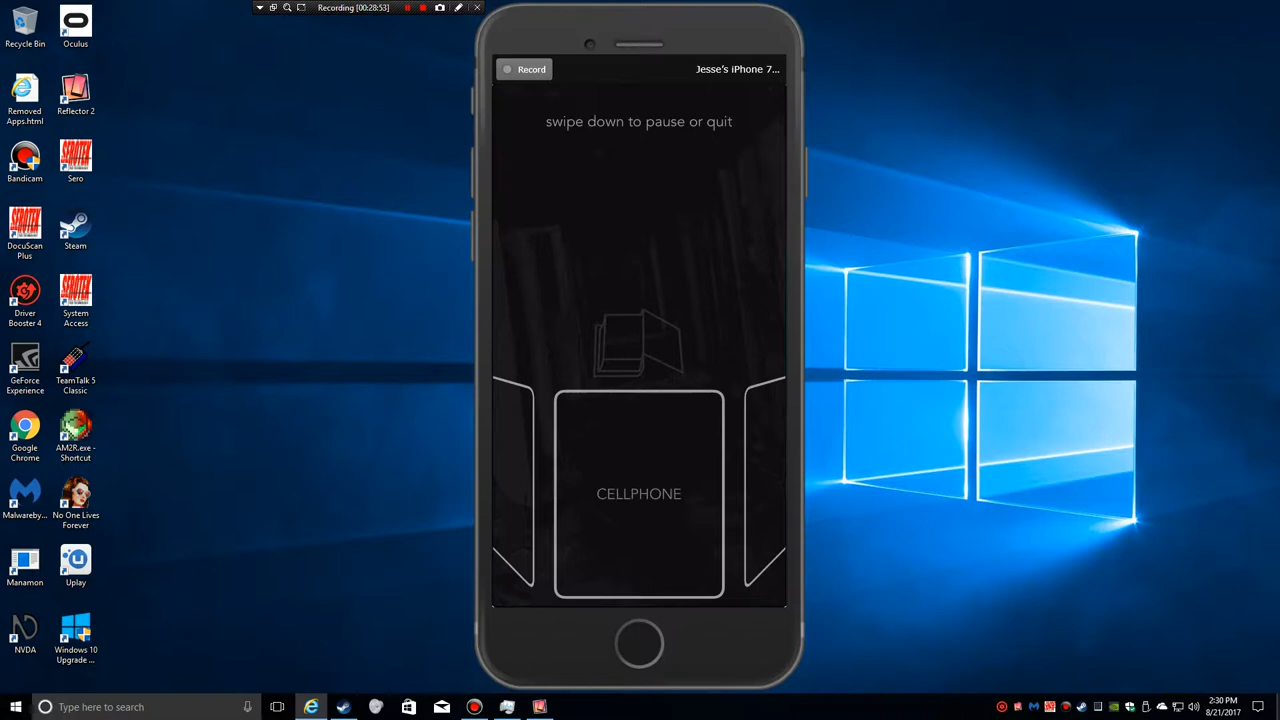 Recording [00:28:53]
Recycle Bin
Oculus
Record
Jesse's iPhone 7...
swipe down to pause or quit
Removed Apps.html
Reflector 2
SEROTEK
Bandicam
Sero
SEROTEK
DocuScan Plus
Steam
SEROTEK
Driver Booster 4
System Access
GeForce Experience
TeamTalk 5 Classic
Google Chrome
AM2R.exe - Shortcut
CELLPHONE
Malwareby...
No One Lives Forever
Manamon
Uplay
NVDA
Windows 10 Upgrade ...
Type here to search
2:30 PM
8/21/2017